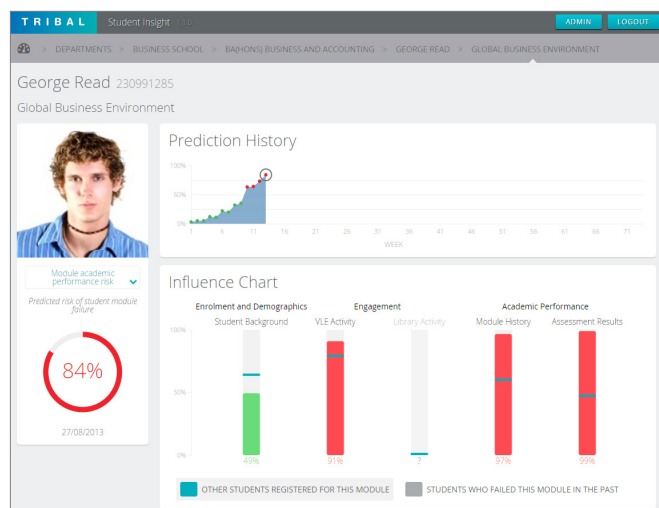 TRIBAL Student Insight 1.1.0 ADMIN LOGOUT
> DEPARTMENTS > BUSINESS SCHOOL > BA(HONS) BUSINESS AND ACCOUNTING > GEORGE READ > GLOBAL BUSINESS ENVIRONMENT
George Read 230991285
Global Business Environment
Prediction History
100%
50%
0%
1 6 11 16 21 26 31 36 41 46 51 56 61 66 71
WEEK
Module academic
performance risk
Predicted risk of student module
failure
84%
27/08/2013
Influence Chart
Enrolment and Demographics Engagement Academic Performance
Student Background VLE Activity Library Activity Module History Assessment Results
100%
50%
0%
49% 91% ? 97% 99%
OTHER STUDENTS REGISTERED FOR THIS MODULE STUDENTS WHO FAILED THIS MODULE IN THE PAST